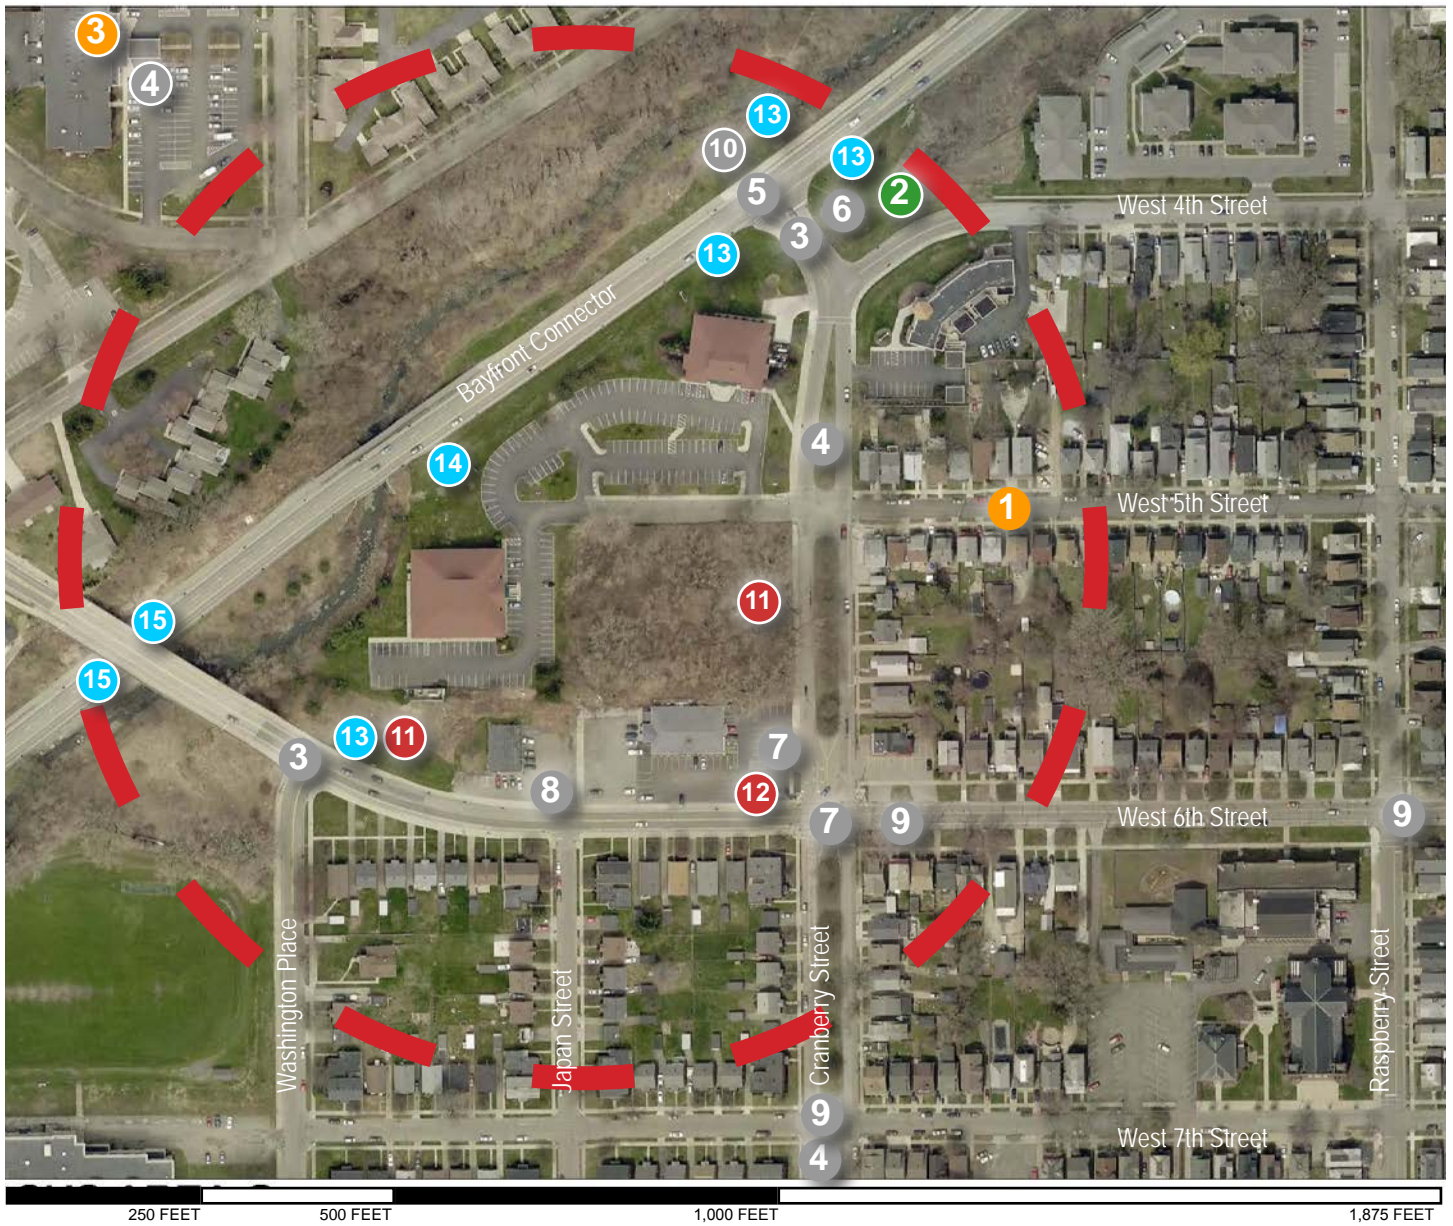 3
4
13
10
13
5
2
6
West 4th Street
3
13
Bayfront Connector
4
14
West 5th Street
1
11
15
15
13
11
7
3
8
12
West 6th Street
7
9
9
Washington Place
Japan Street
Cranberry Street
Raspberry Street
9
West 7th Street
4
250 FEET
500 FEET
1,000 FEET
1,875 FEET